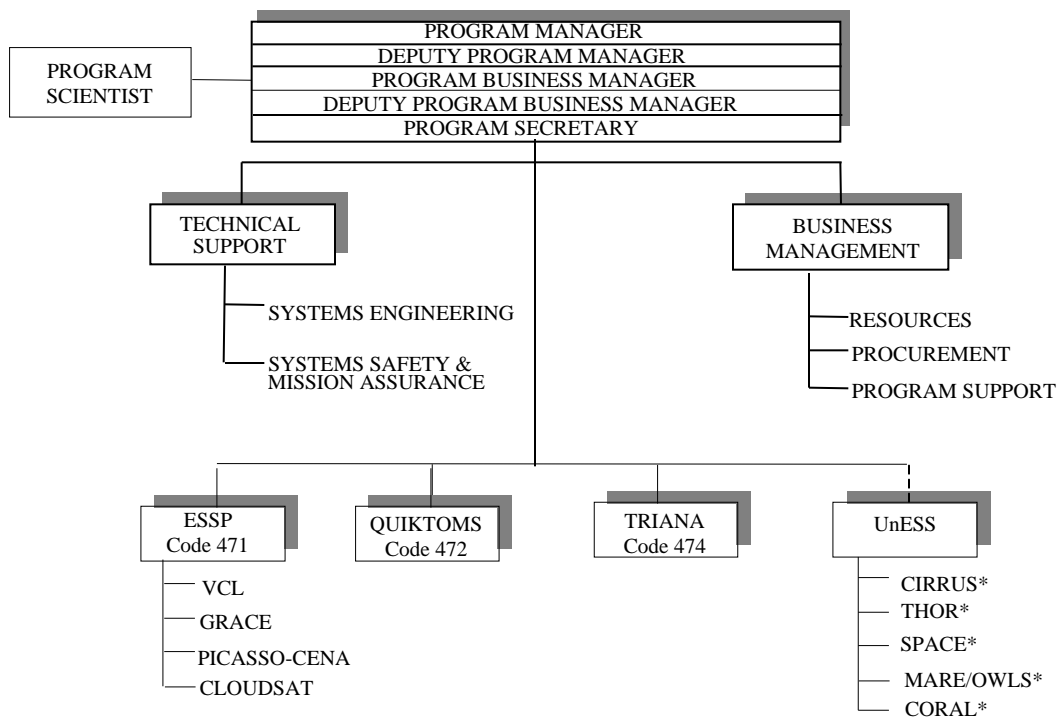 PROGRAM MANAGER
DEPUTY PROGRAM MANAGER
PROGRAM BUSINESS MANAGER
DEPUTY PROGRAM BUSINESS MANAGER
PROGRAM SECRETARY
PROGRAM
SCIENTIST
TECHNICAL
SUPPORT
SYSTEMS ENGINEERING
SYSTEMS SAFETY &
MISSION ASSURANCE
BUSINESS
MANAGEMENT
RESOURCES
PROCUREMENT
PROGRAM SUPPORT
ESSP
Code 471
VCL
GRACE
PICASSO-CENA
CLOUDSAT
QUIKTOMS
Code 472
TRIANA
Code 474
UnESS
CIRRUS*
THOR*
SPACE*
MARE/OWLS*
CORAL*